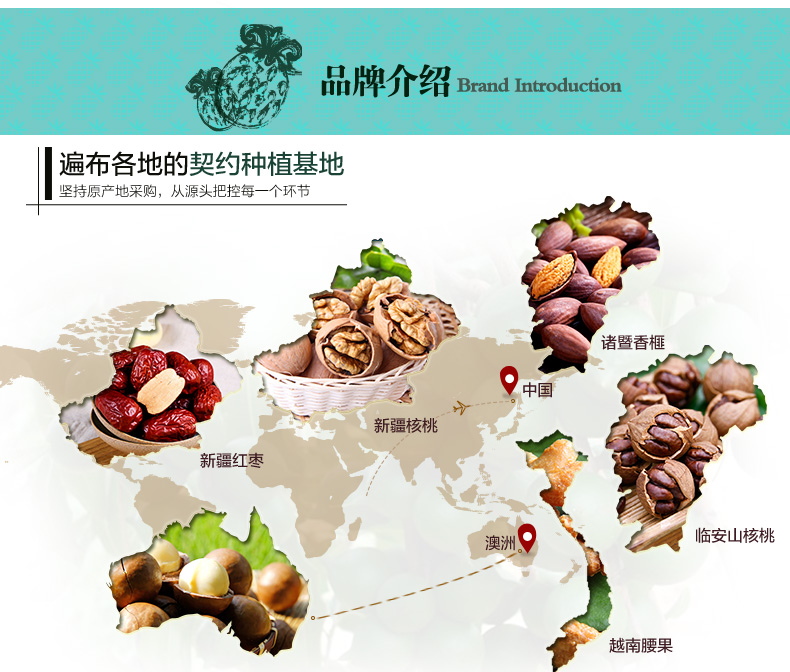 品牌介绍 Brand Introduction
遍布各地的契约种植基地
坚持原产地采购，从源头把控每一个环节
诸暨香榧
中国
新疆核桃
新疆红枣
临安山核桃
澳洲
越南腰果